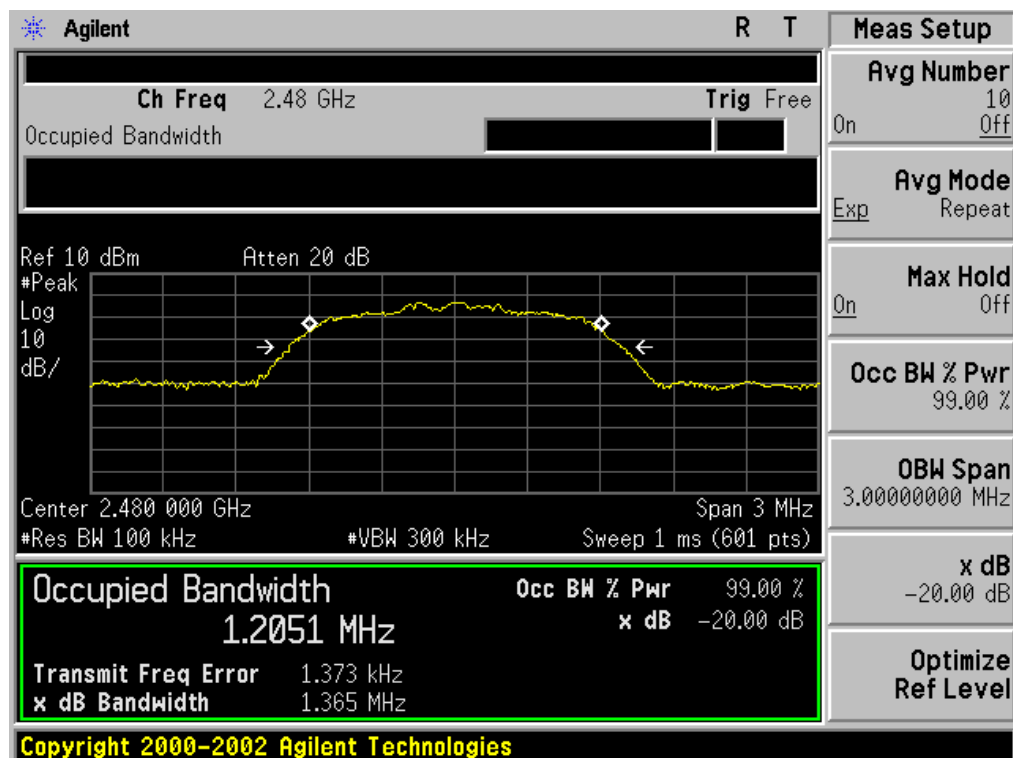 Agilent R T
Ch Freq 2.48 GHz Trig Free
Occupied Bandwidth
Ref 10 dBm Atten 20 dB
#Peak
Log
10
dB/
Center 2.480 000 GHz Span 3 MHz
#Res BW 100 kHz #VBW 300 kHz Sweep 1 ms (601 pts)
Occupied Bandwidth Occ BW % Pwr 99.00 %
1.2051 MHz x dB -20.00 dB
Transmit Freq Error 1.373 kHz
x dB Bandwidth 1.365 MHz
Copyright 2000-2002 Agilent Technologies
Meas Setup
Avg Number
10
On Off
Avg Mode
Exp Repeat
Max Hold
On Off
Occ BW % Pwr
99.00 %
OBW Span
3.00000000 MHz
x dB
-20.00 dB
Optimize
Ref Level